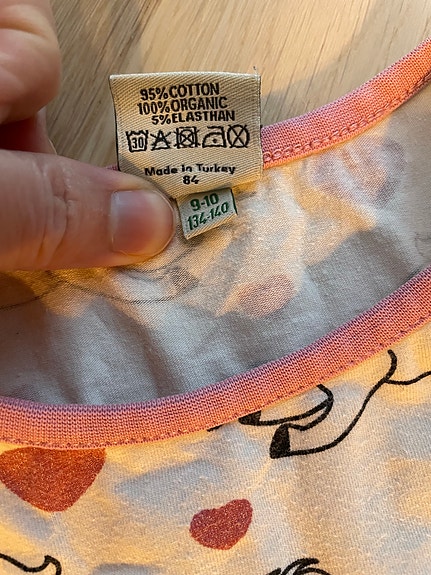 95%COTTON
100%ORGANIC
5%ELASTHAN
30
Made in Turkey
84
9-10
134-140